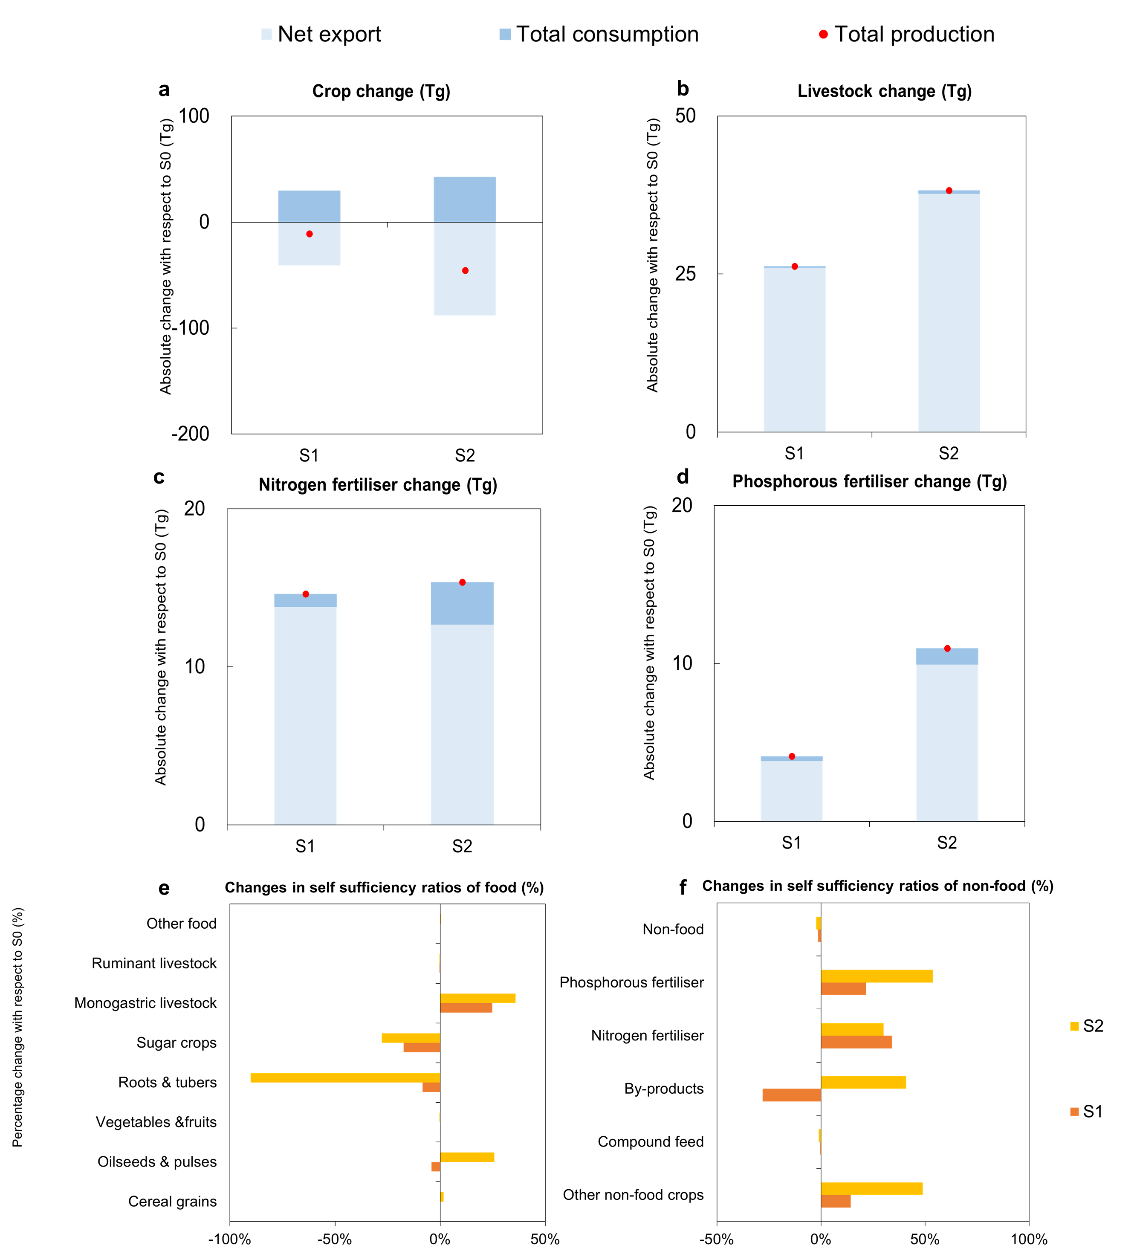 Net export
Total consumption
Total production
a
Crop change (Tg)
Absolute change with respect to S0 (Tg)
100
0
-100
-200
S1
S2
b
Livestock change (Tg)
Absolute change with respect to S0 (Tg)
50
25
0
S1
S2
c
Nitrogen fertiliser change (Tg)
Absolute change with respect to S0 (Tg)
20
10
0
S1
S2
d
Phosphorous fertiliser change (Tg)
Absolute change with respect to S0 (Tg)
20
10
0
S1
S2
e
Changes in self sufficiency ratios of food (%)
Percentage change with respect to S0 (%)
Other food
Ruminant livestock
Monogastric livestock
Sugar crops
Roots & tubers
Vegetables &fruits
Oilseeds & pulses
Cereal grains
-100%
-50%
0%
50%
f
Changes in self sufficiency ratios of non-food (%)
Non-food
Phosphorous fertiliser
Nitrogen fertiliser
By-products
Compound feed
Other non-food crops
-50%
0%
50%
100%
S2
S1